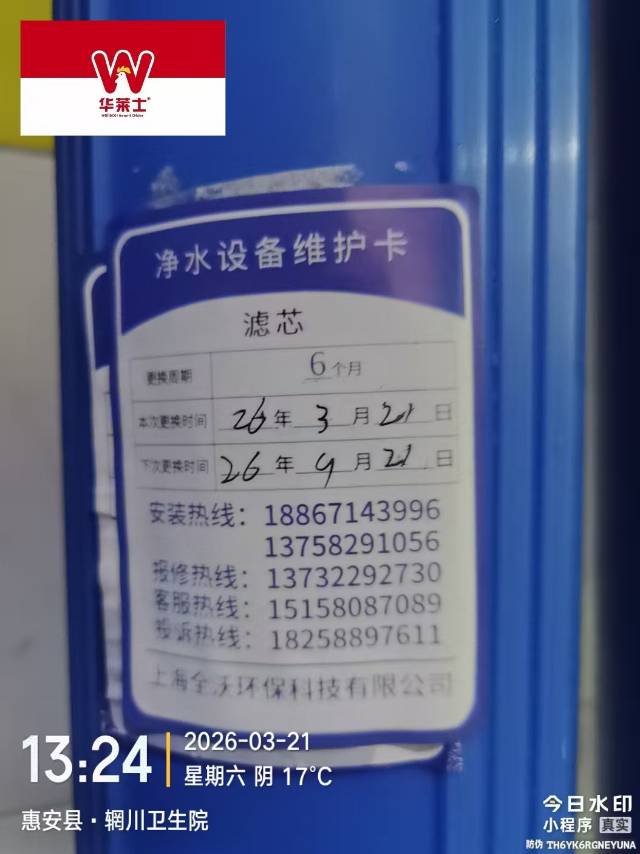 华莱士®
净水设备维护卡
滤芯
更换周期 6个月
本次更换时间 26年3月21日
下次更换时间 26年9月21日
安装热线：18867143996
13758291056
报修热线：13732292730
客服热线：15158087089
投诉热线：18258897611
上海全沃环保科技有限公司
13:24
2026-03-21
星期六 阴 17°C
惠安县·辋川卫生院
今日水印
小程序 真实
防伪 TH6YK6RGNEYUNA